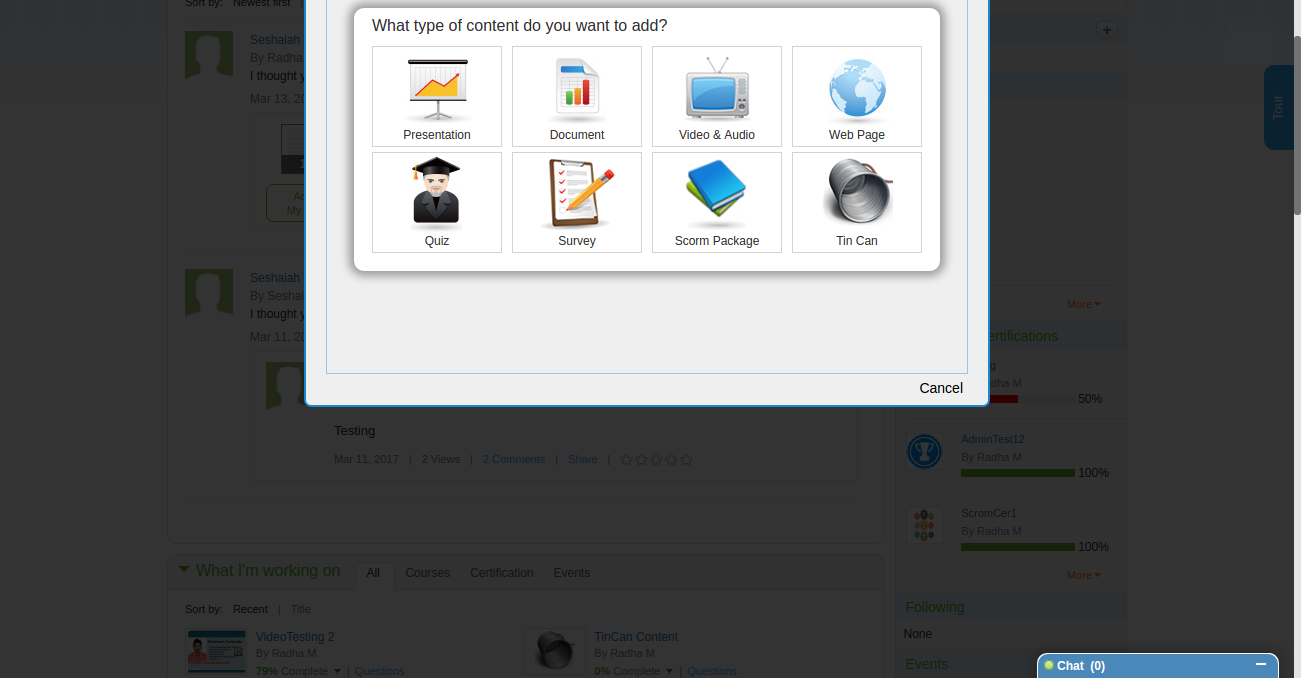 Sort by: Newest first |
What type of content do you want to add?
Presentation
Document
Video & Audio
Web Page
Quiz
Survey
Scorm Package
Tin Can
Cancel
Seshaiah
By Radha
I thought y
Mar 13, 20
My
Seshaiah
By Seshai
I thought y
Mar 11, 20
Testing
Mar 11, 2017 | 2 Views | 2 Comments | Share |
What I'm working on
All
Courses
Certification
Events
Sort by: Recent | Title
VideoTesting 2
By Radha M
79% Complete | Questions
TinCan Content
By Radha M
0% Complete | Questions
+
Tour
More
ertifications
g
dha M
50%
AdminTest12
By Radha M
100%
ScromCer1
By Radha M
100%
More
Following
None
Events
Chat (0)